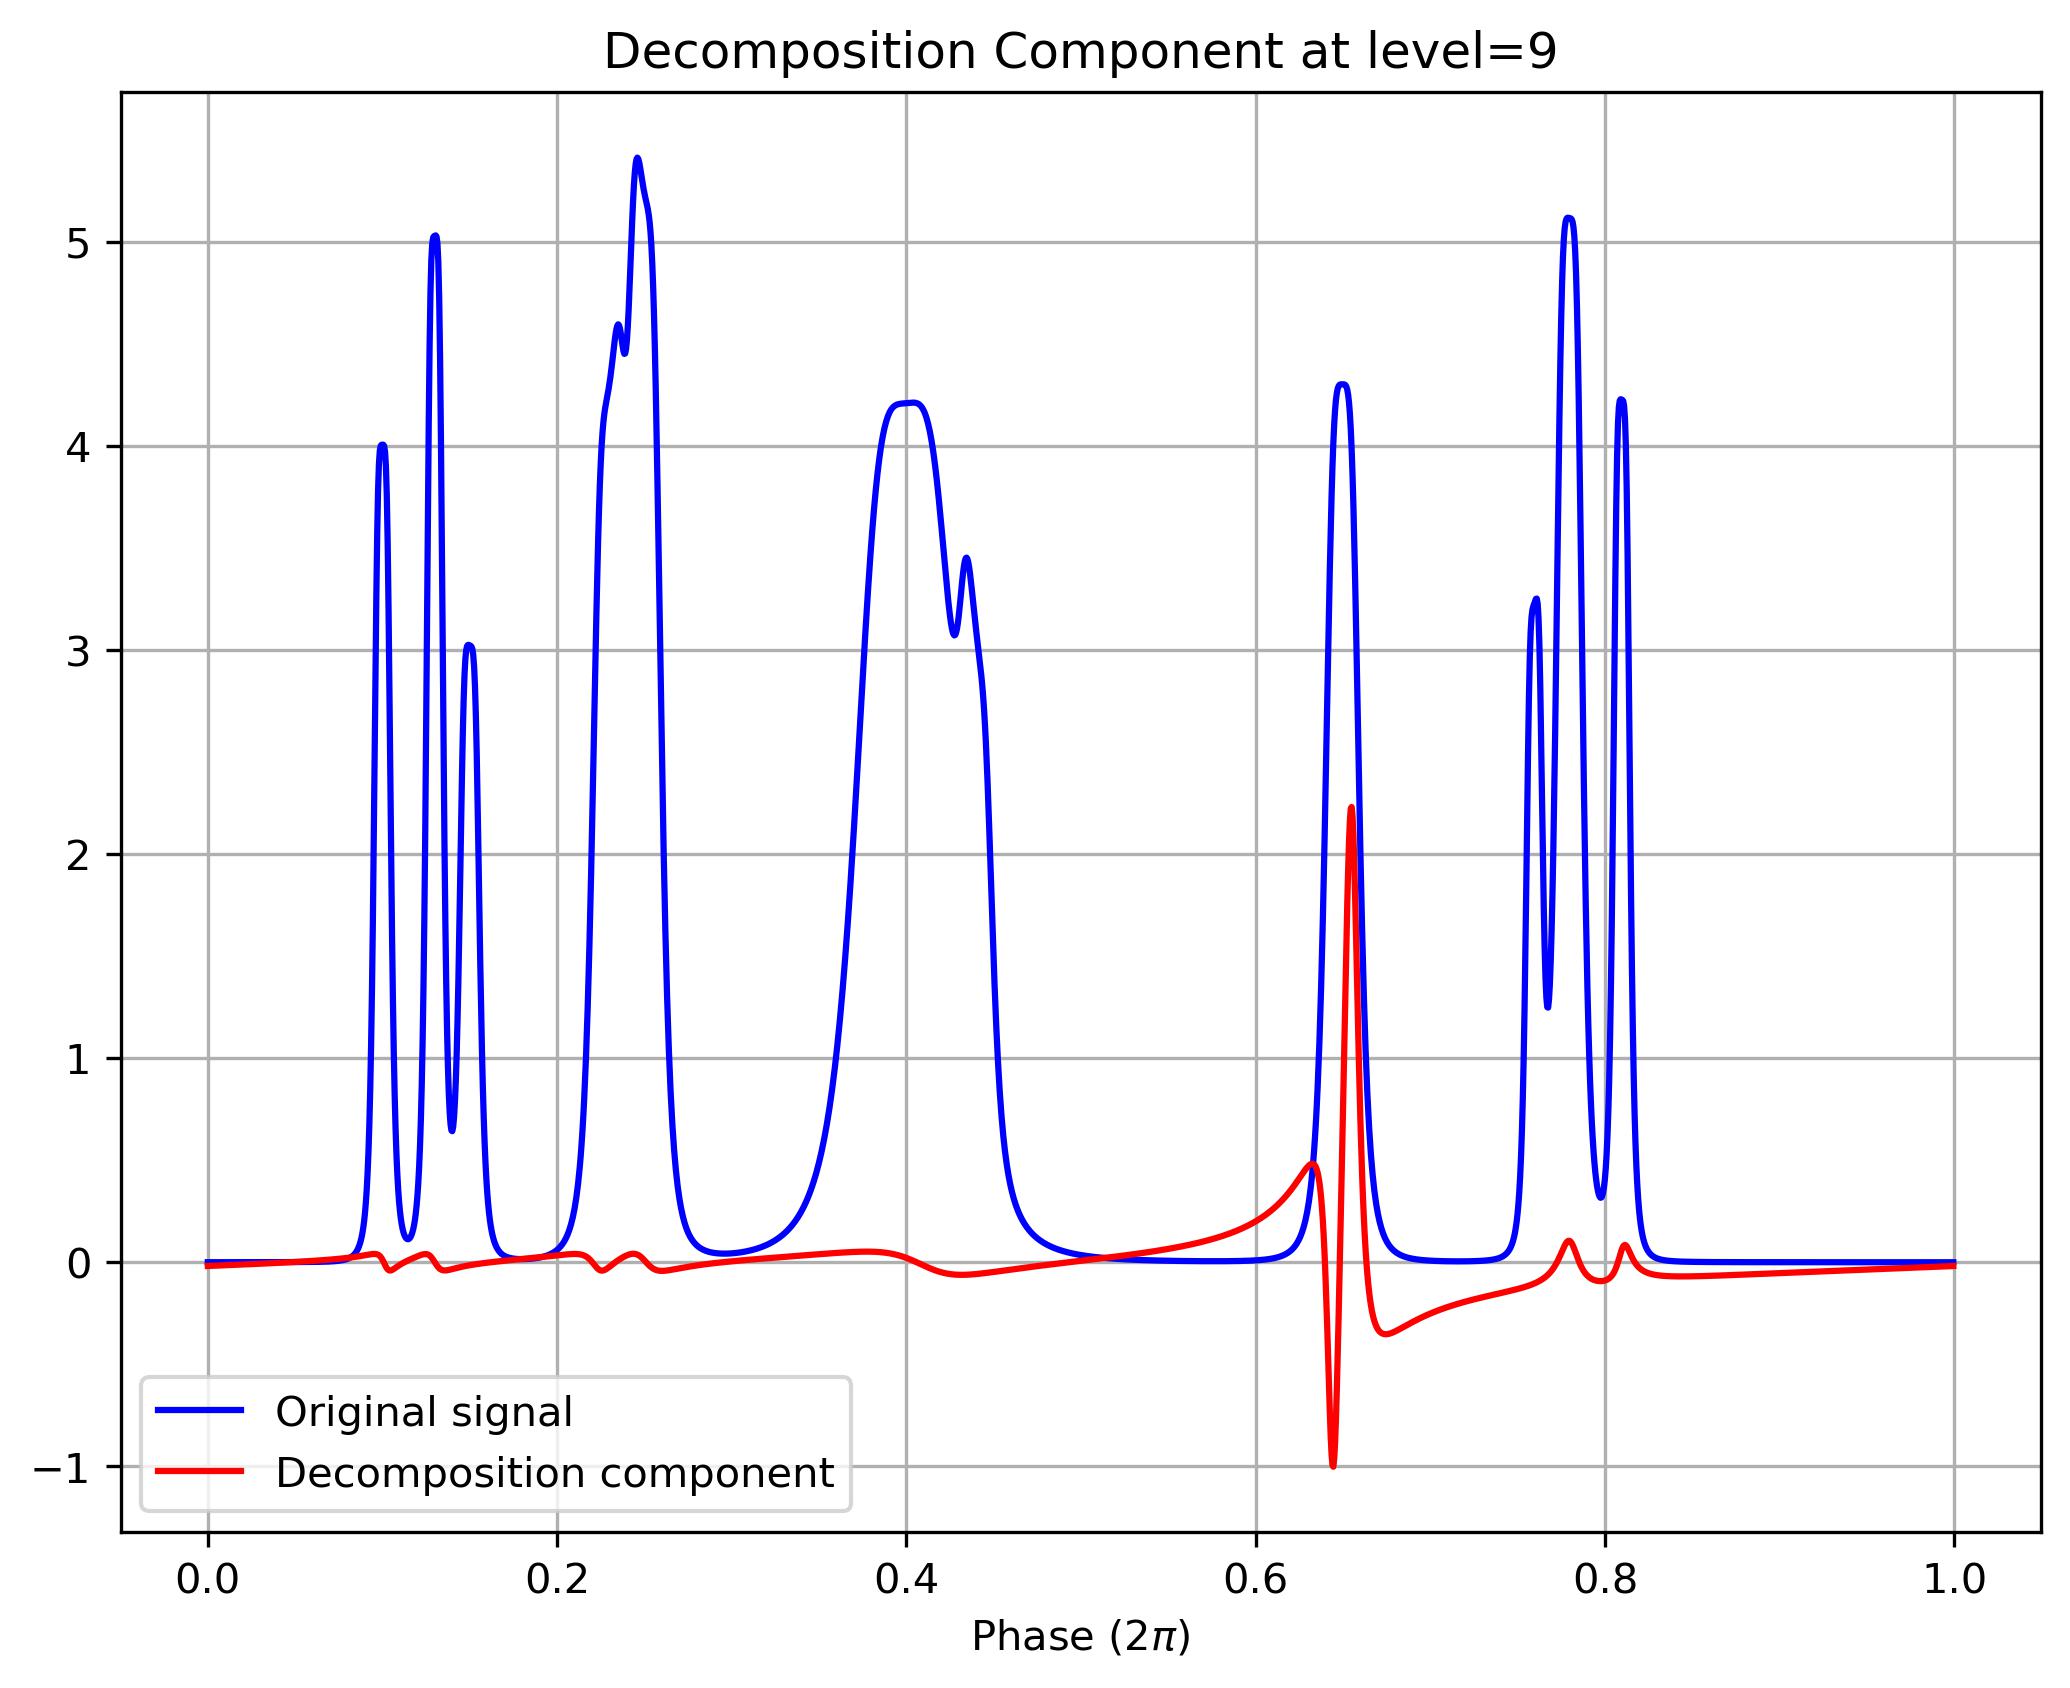 Decomposition Component at level=9
5
4
3
2
1
0
−1
Original signal
Decomposition component
0.0 0.2 0.4 0.6 0.8 1.0
Phase (2π)